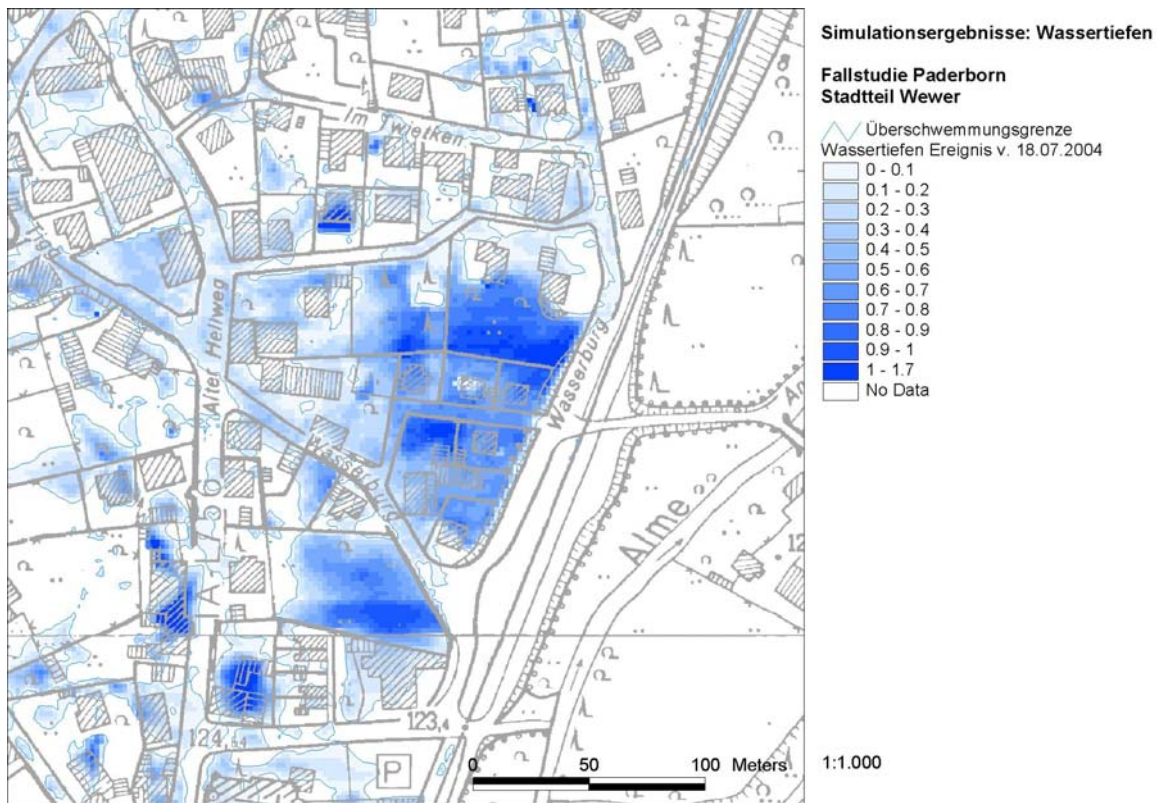 Simulationsergebnisse: Wassertiefen
Fallstudie Paderborn
Stadtteil Wewer
Überschwemmungsgrenze
Wassertiefen Ereignis v. 18.07.2004
0 - 0.1
0.1 - 0.2
0.2 - 0.3
0.3 - 0.4
0.4 - 0.5
0.5 - 0.6
0.6 - 0.7
0.7 - 0.8
0.8 - 0.9
0.9 - 1
1 - 1.7
No Data
1:1.000
Im Twietken
Alter Hellweg
Wasserburg
Wasserburg
Alme
123,4
P
0 50 100 Meters